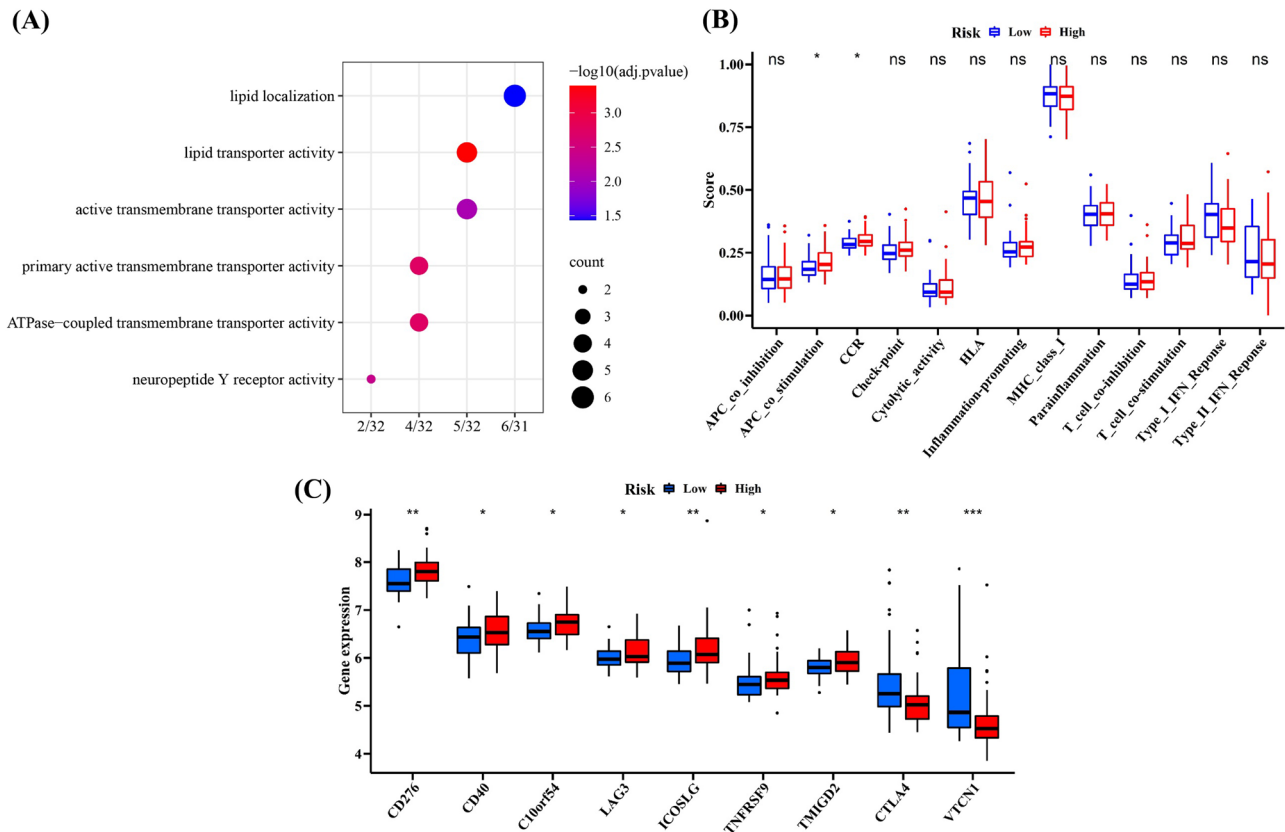 (A)
lipid localization
lipid transporter activity
active transmembrane transporter activity
primary active transmembrane transporter activity
ATPase−coupled transmembrane transporter activity
neuropeptide Y receptor activity
2/32 4/32 5/32 6/31
−log10(adj.pvalue)
3.0
2.5
2.0
1.5
count
2
3
4
5
6
(B)
Risk Low High
ns * * ns ns ns ns ns ns ns ns ns ns
Score
1.00
0.75
0.50
0.25
0.00
APC_co_inhibition
APC_co_stimulation
CCR
Check-point
Cytolytic_activity
HLA
Inflammation-promoting
MHC_class_I
Parainflammation
T_cell_co-inhibition
T_cell_co-stimulation
Type_I_IFN_Reponse
Type_II_IFN_Reponse
(C)
Risk Low High
** * * * ** * * ** ***
Gene expression
9
8
7
6
5
4
CD276
CD40
C10orf54
LAG3
ICOSLG
TNFRSF9
TMIGD2
CTLA4
VTCN1